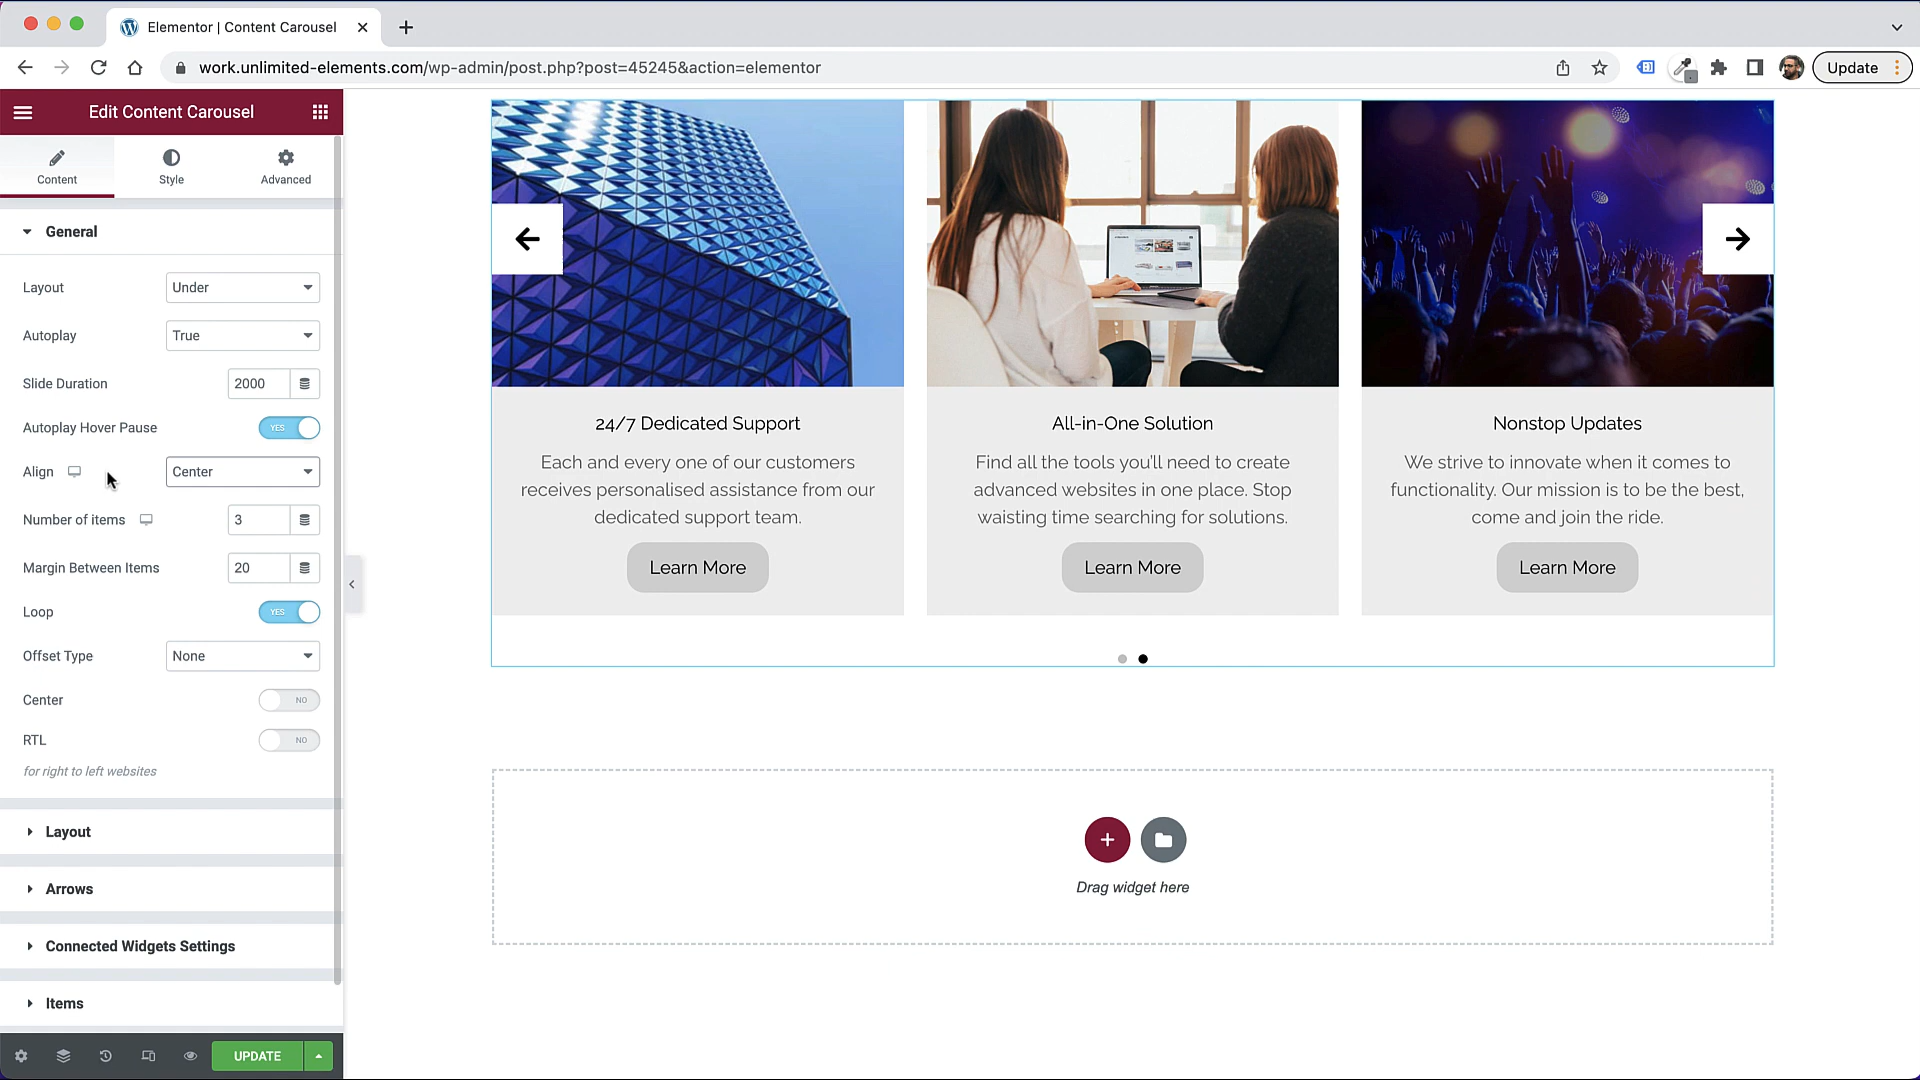 Elementor | Content Carousel
work.unlimited-elements.com/wp-admin/post.php?post=45245&action=elementor
Update
Edit Content Carousel
Content
Style
Advanced
General
Layout
Under
Autoplay
True
Slide Duration
2000
Autoplay Hover Pause
YES
Align
Center
Number of items
3
Margin Between Items
20
Loop
YES
Offset Type
None
Center
NO
RTL
NO
for right to left websites
Layout
Arrows
Connected Widgets Settings
Items
UPDATE
24/7 Dedicated Support
Each and every one of our customers
receives personalised assistance from our
dedicated support team.
Learn More
All-in-One Solution
Find all the tools you'll need to create
advanced websites in one place. Stop
waisting time searching for solutions.
Learn More
Nonstop Updates
We strive to innovate when it comes to
functionality. Our mission is to be the best,
come and join the ride.
Learn More
Drag widget here